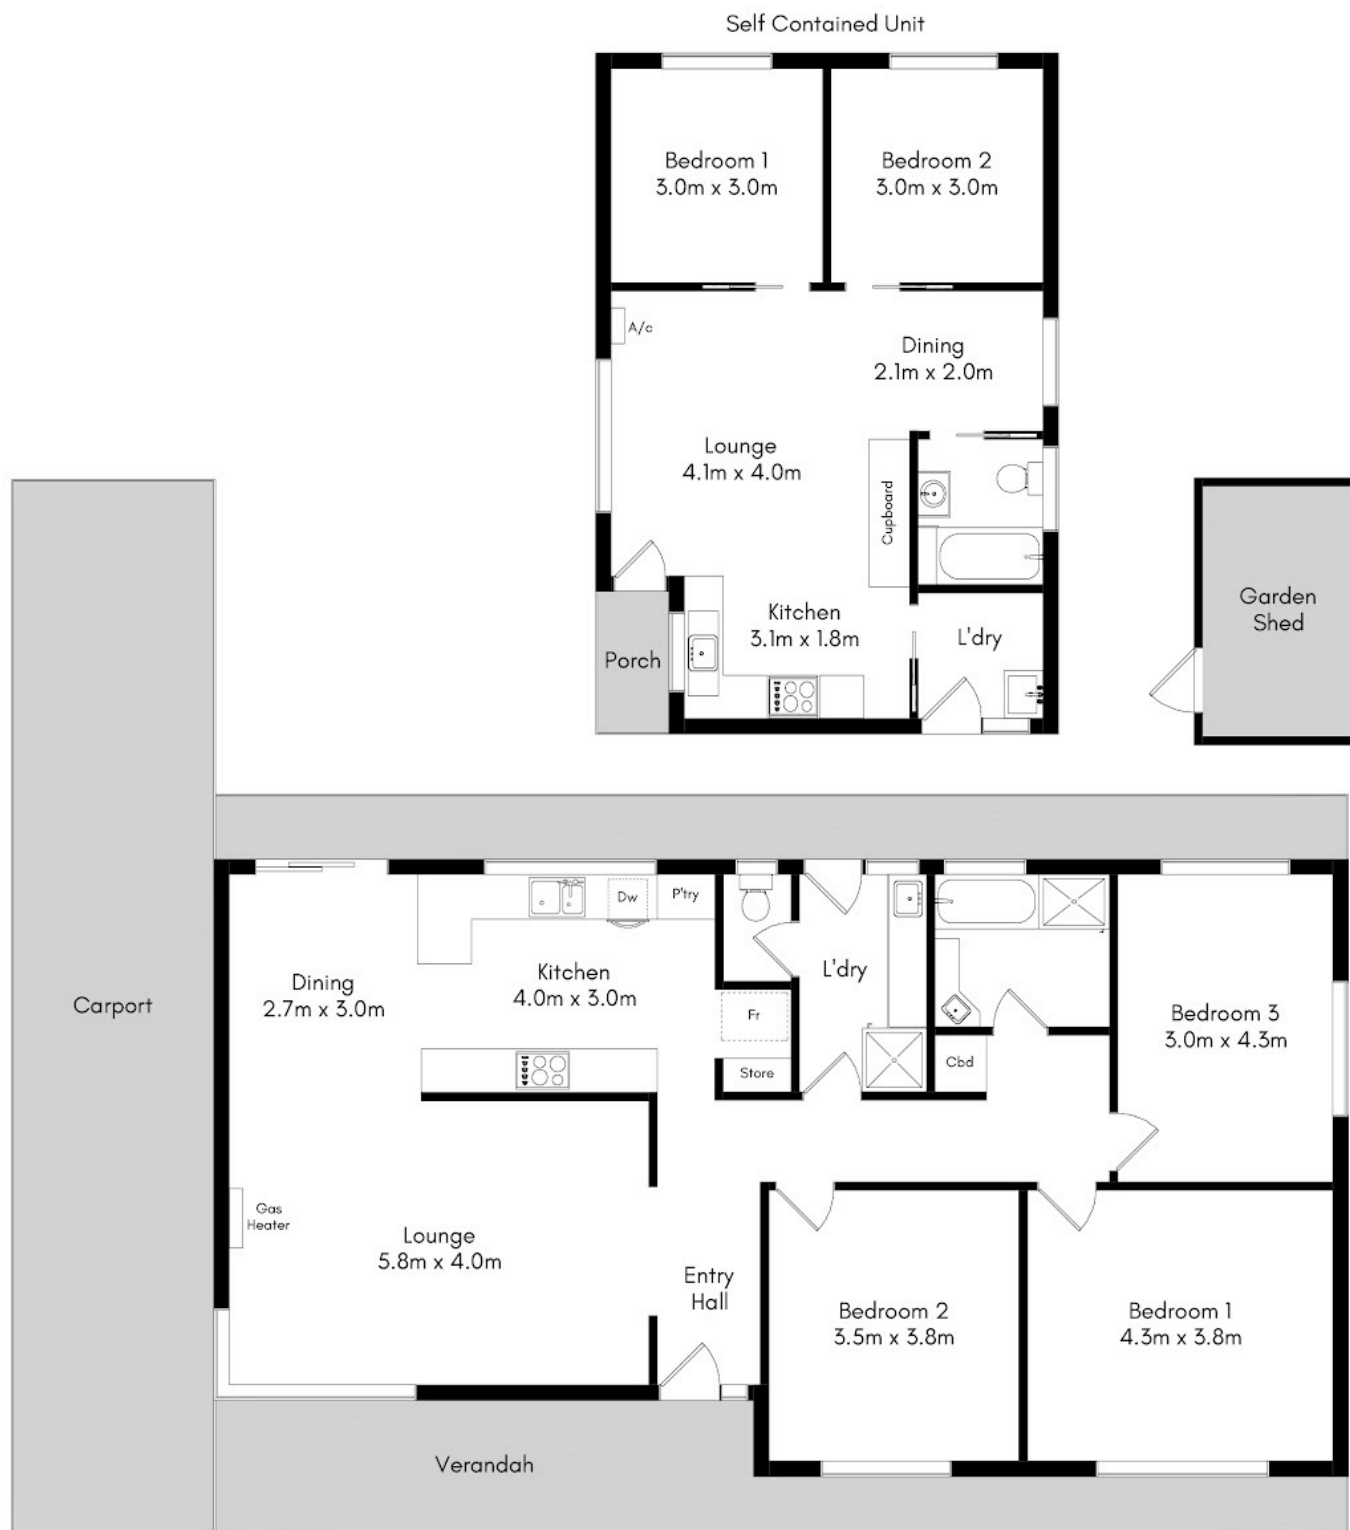 Self Contained Unit
Bedroom 1
3.0m x 3.0m
Bedroom 2
3.0m x 3.0m
A/c
Dining
2.1m x 2.0m
Lounge
4.1m x 4.0m
Cupboard
Kitchen
3.1m x 1.8m
L'dry
Porch
Garden
Shed
Carport
Dining
2.7m x 3.0m
Kitchen
4.0m x 3.0m
Dw
P'try
L'dry
Fr
Store
Cbd
Bedroom 3
3.0m x 4.3m
Gas
Heater
Lounge
5.8m x 4.0m
Entry
Hall
Bedroom 2
3.5m x 3.8m
Bedroom 1
4.3m x 3.8m
Verandah